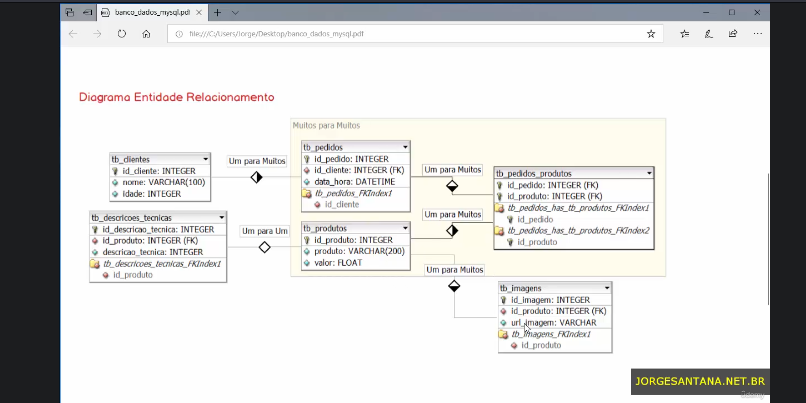 banco_dados_mysql.pdf
file:///C:/Users/Jorge/Desktop/banco_dados_mysql.pdf
Diagrama Entidade Relacionamento
Muitos para Muitos
tb_clientes
id_cliente: INTEGER
nome: VARCHAR(100)
idade: INTEGER
Um para Muitos
tb_pedidos
id_pedido: INTEGER
id_cliente: INTEGER (FK)
data_hora: DATETIME
tb_pedidos_FKIndex1
id_cliente
Um para Muitos
tb_pedidos_produtos
id_pedido: INTEGER (FK)
id_produto: INTEGER (FK)
tb_pedidos_has_tb_produtos_FKIndex1
id_pedido
tb_pedidos_has_tb_produtos_FKIndex2
id_produto
tb_descricoes_tecnicas
id_descricao_tecnica: INTEGER
id_produto: INTEGER (FK)
descricao_tecnica: INTEGER
tb_descricoes_tecnicas_FKIndex1
id_produto
Um para Um
tb_produtos
id_produto: INTEGER
produto: VARCHAR(200)
valor: FLOAT
Um para Muitos
Um para Muitos
tb_imagens
id_imagem: INTEGER
id_produto: INTEGER (FK)
url_imagem: VARCHAR
tb_imagens_FKIndex1
id_produto
JORGESANTANA.NET.BR
Udemy